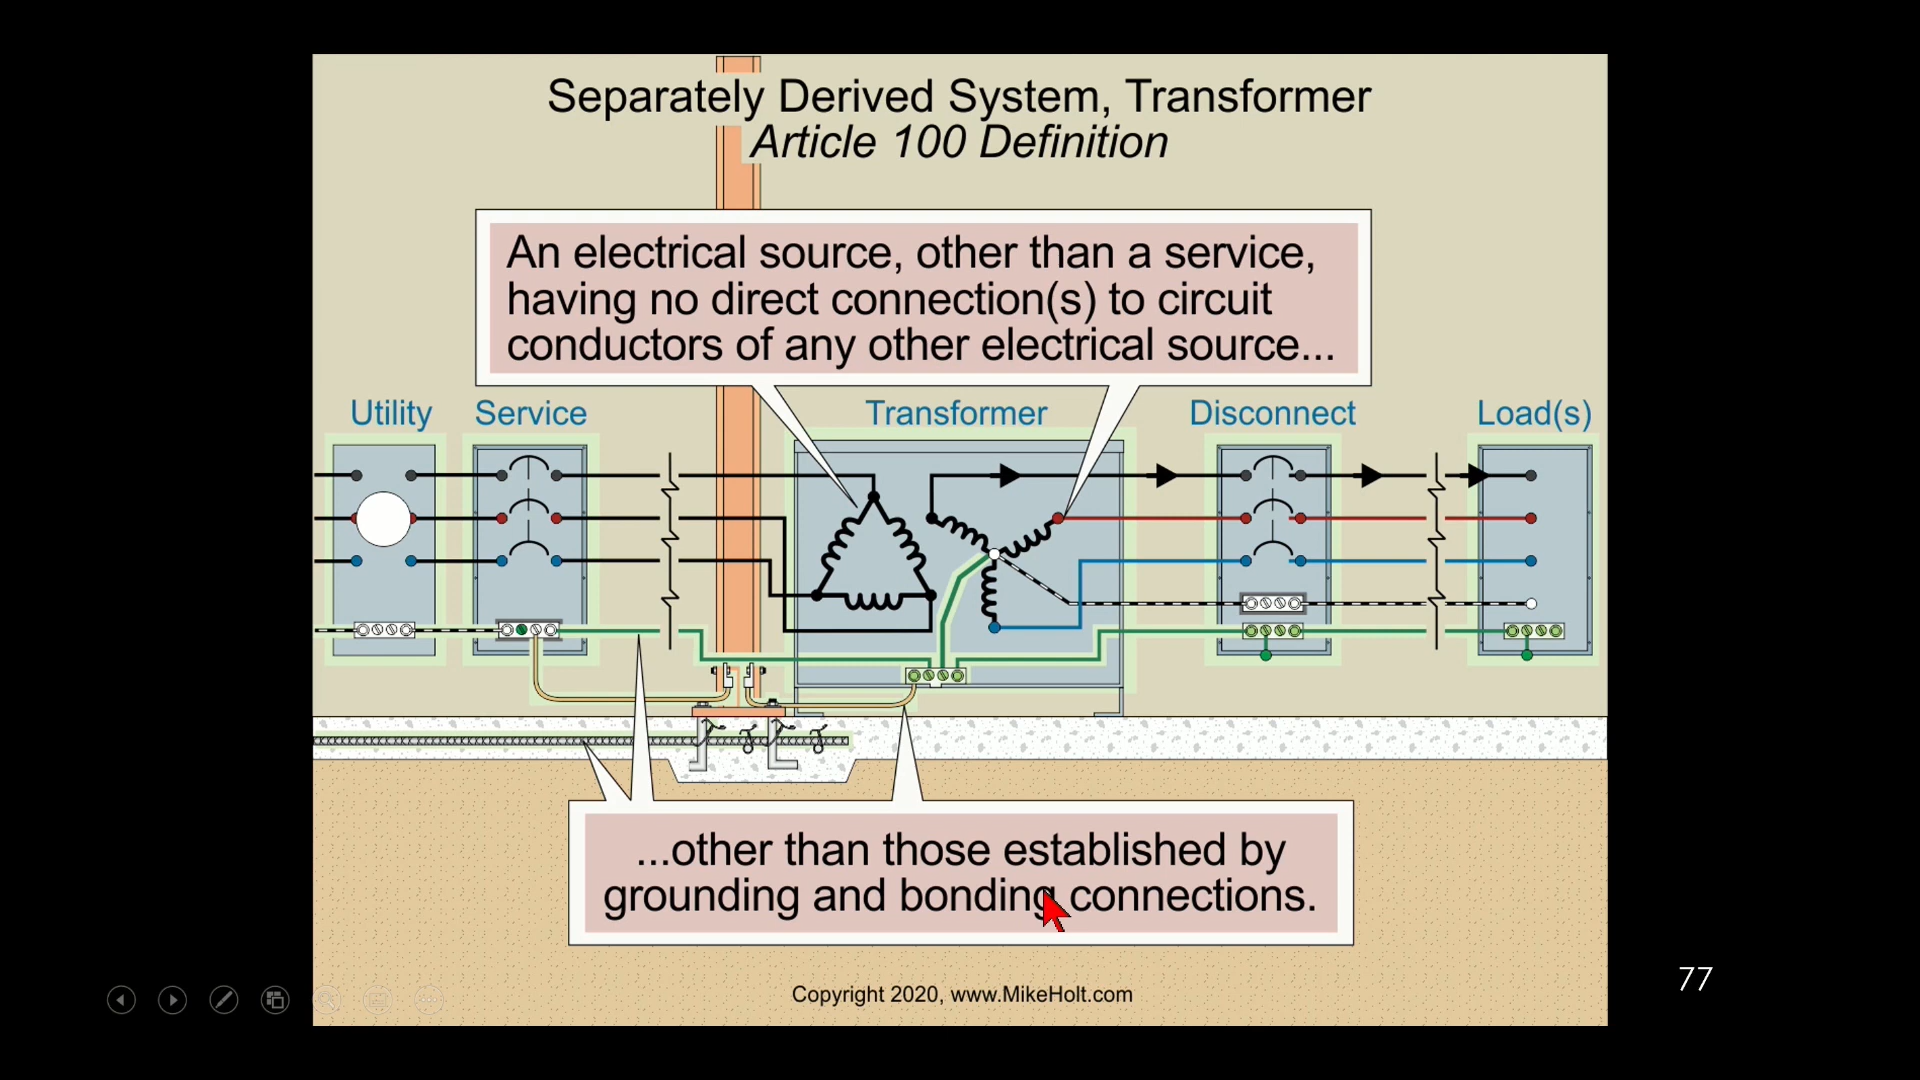 Separately Derived System, Transformer
Article 100 Definition
An electrical source, other than a service,
having no direct connection(s) to circuit
conductors of any other electrical source...
Utility
Service
Transformer
Disconnect
Load(s)
...other than those established by
grounding and bonding connections.
Copyright 2020, www.MikeHolt.com
77